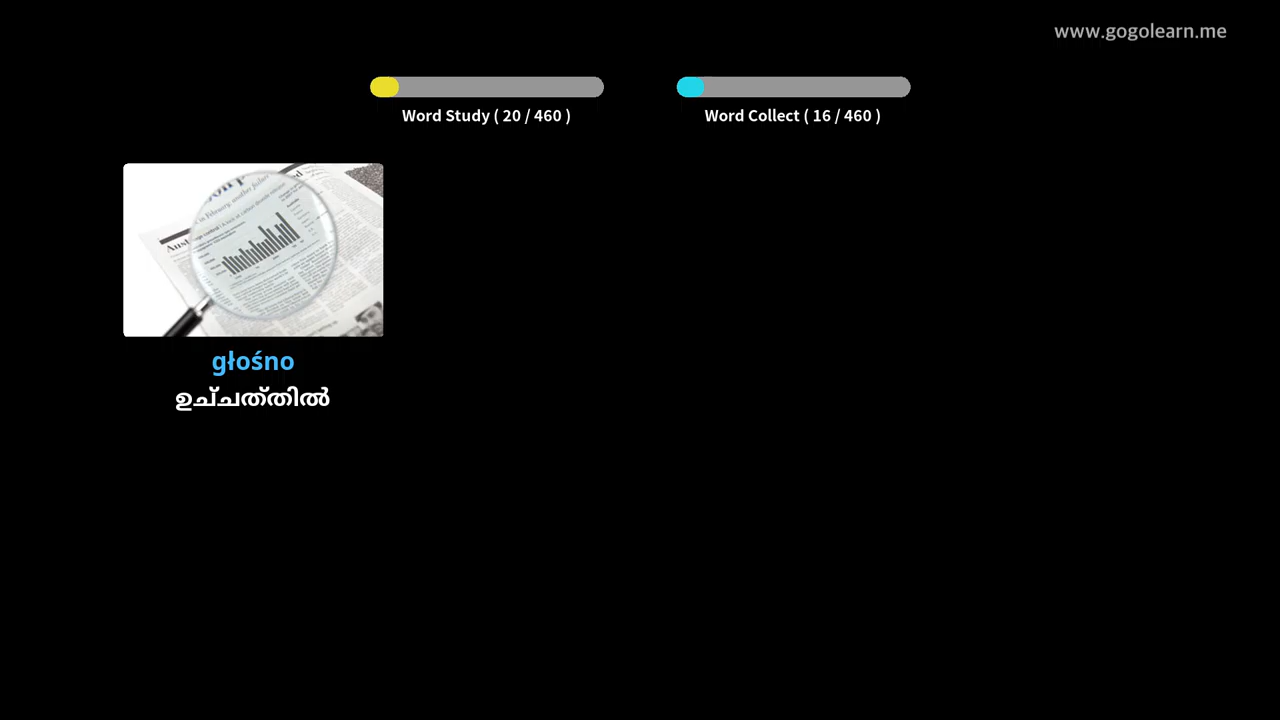 www.gogolearn.me
Word Study ( 20 / 460 )
Word Collect ( 16 / 460 )
głośno
ഉച്ചത്തിൽ